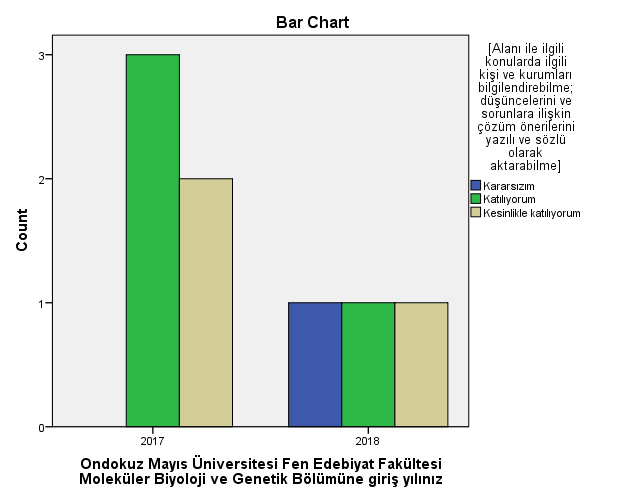 Bar Chart
[Alanı ile ilgili
konularda ilgili
kişi ve kurumları
bilgilendirebilme;
düşüncelerini ve
sorunlara ilişkin
çözüm önerilerini
yazılı ve sözlü
olarak
aktarabilme]
Kararsızım
Katılıyorum
Kesinlikle katılıyorum
Count
3
2
1
0
2017
2018
Ondokuz Mayıs Üniversitesi Fen Edebiyat Fakültesi
Moleküler Biyoloji ve Genetik Bölümüne giriş yılınız